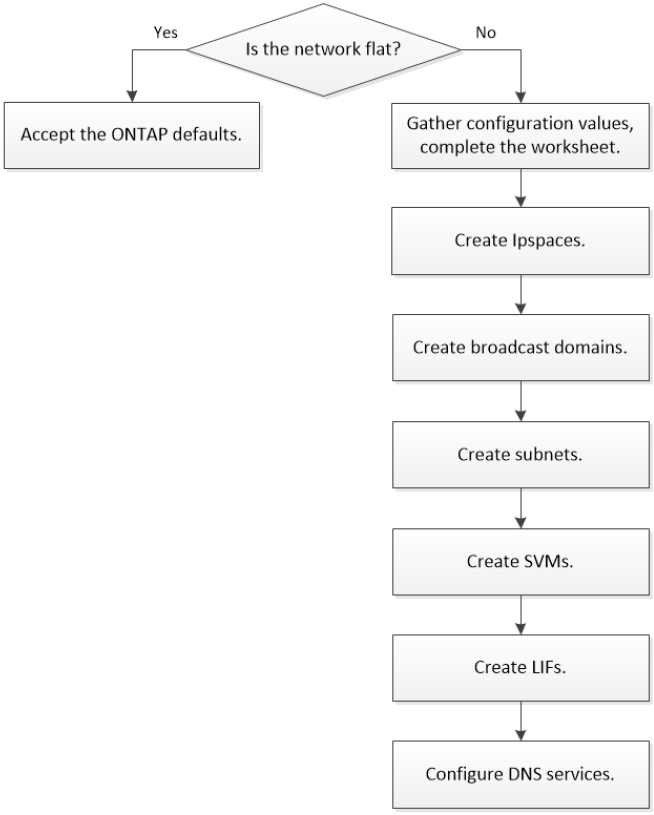 Is the network flat?
Yes
No
Accept the ONTAP defaults.
Gather configuration values,
complete the worksheet.
Create Ipspaces.
Create broadcast domains.
Create subnets.
Create SVMs.
Create LIFs.
Configure DNS services.